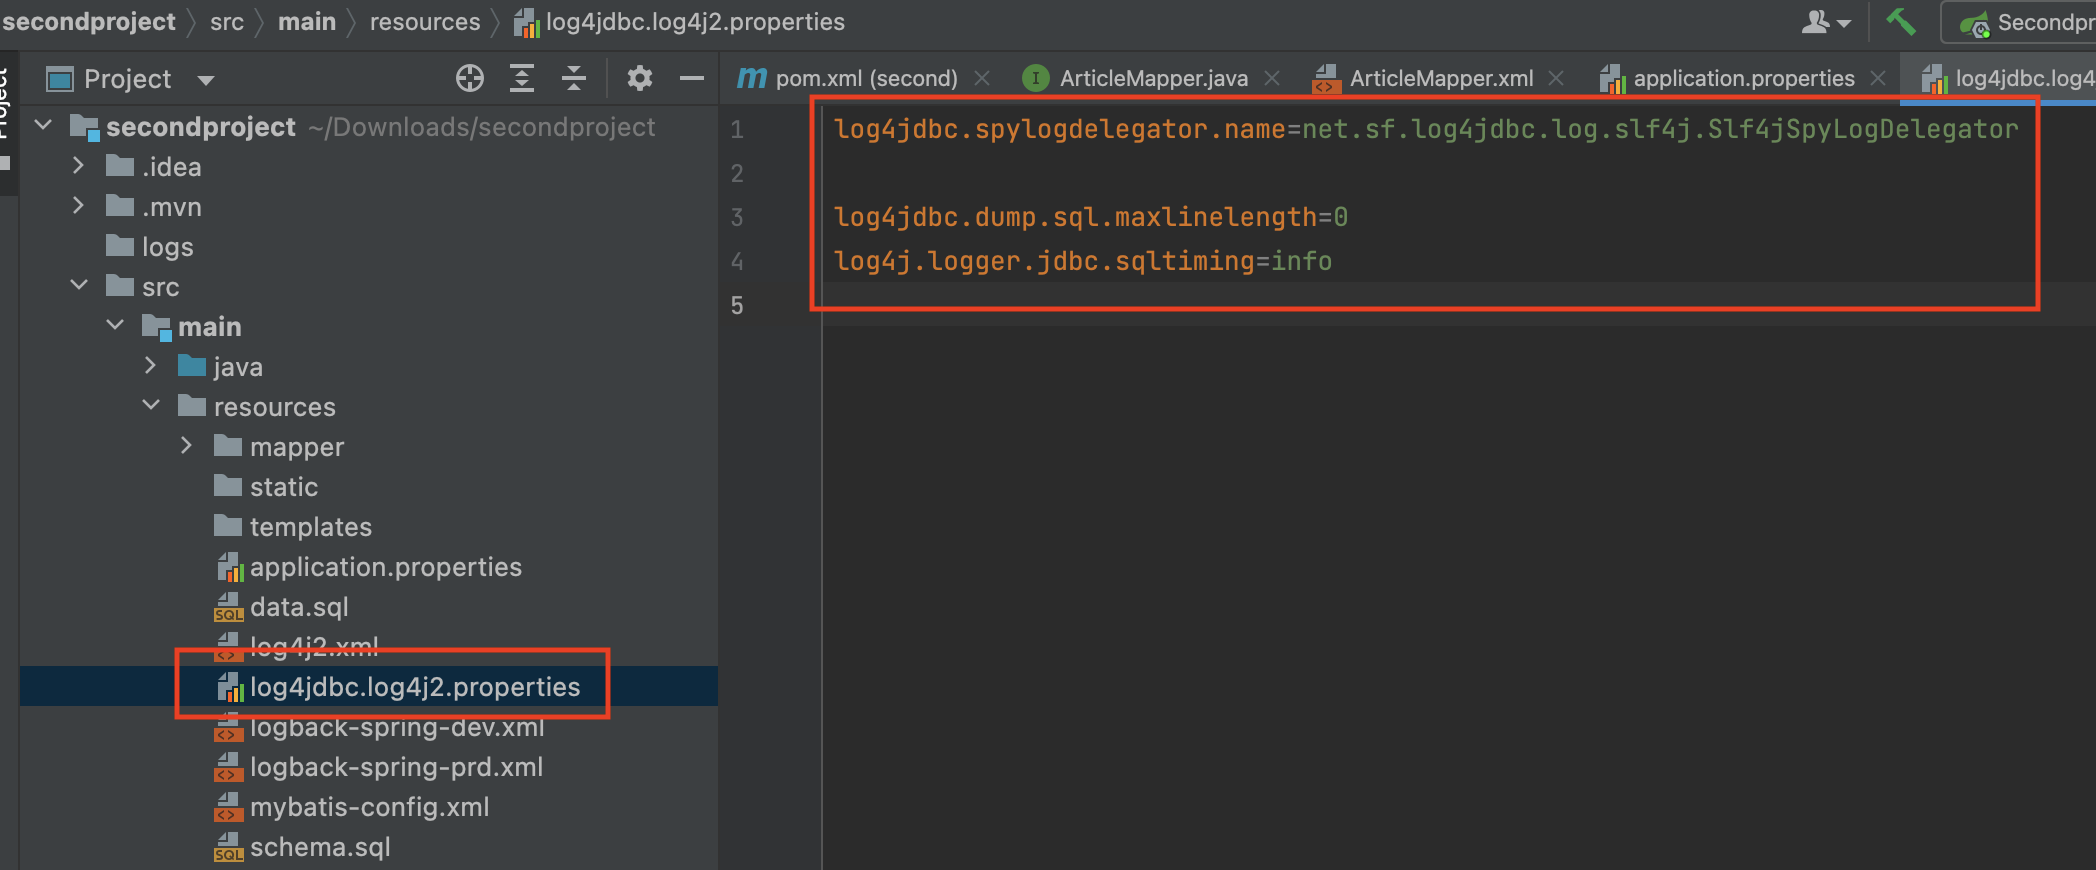 secondproject src main resources log4jdbc.log4j2.properties
Project
pom.xml (second) ArticleMapper.java ArticleMapper.xml application.properties log4jdbc.log4
secondproject ~/Downloads/secondproject
.idea
.mvn
logs
src
main
java
resources
mapper
static
templates
application.properties
data.sql
log4j2.xml
log4jdbc.log4j2.properties
logback-spring-dev.xml
logback-spring-prd.xml
mybatis-config.xml
schema.sql
1 log4jdbc.spylogdelegator.name=net.sf.log4jdbc.log.slf4j.Slf4jSpyLogDelegator
2
3 log4jdbc.dump.sql.maxlinelength=0
4 log4j.logger.jdbc.sqltiming=info
5
Secondpr